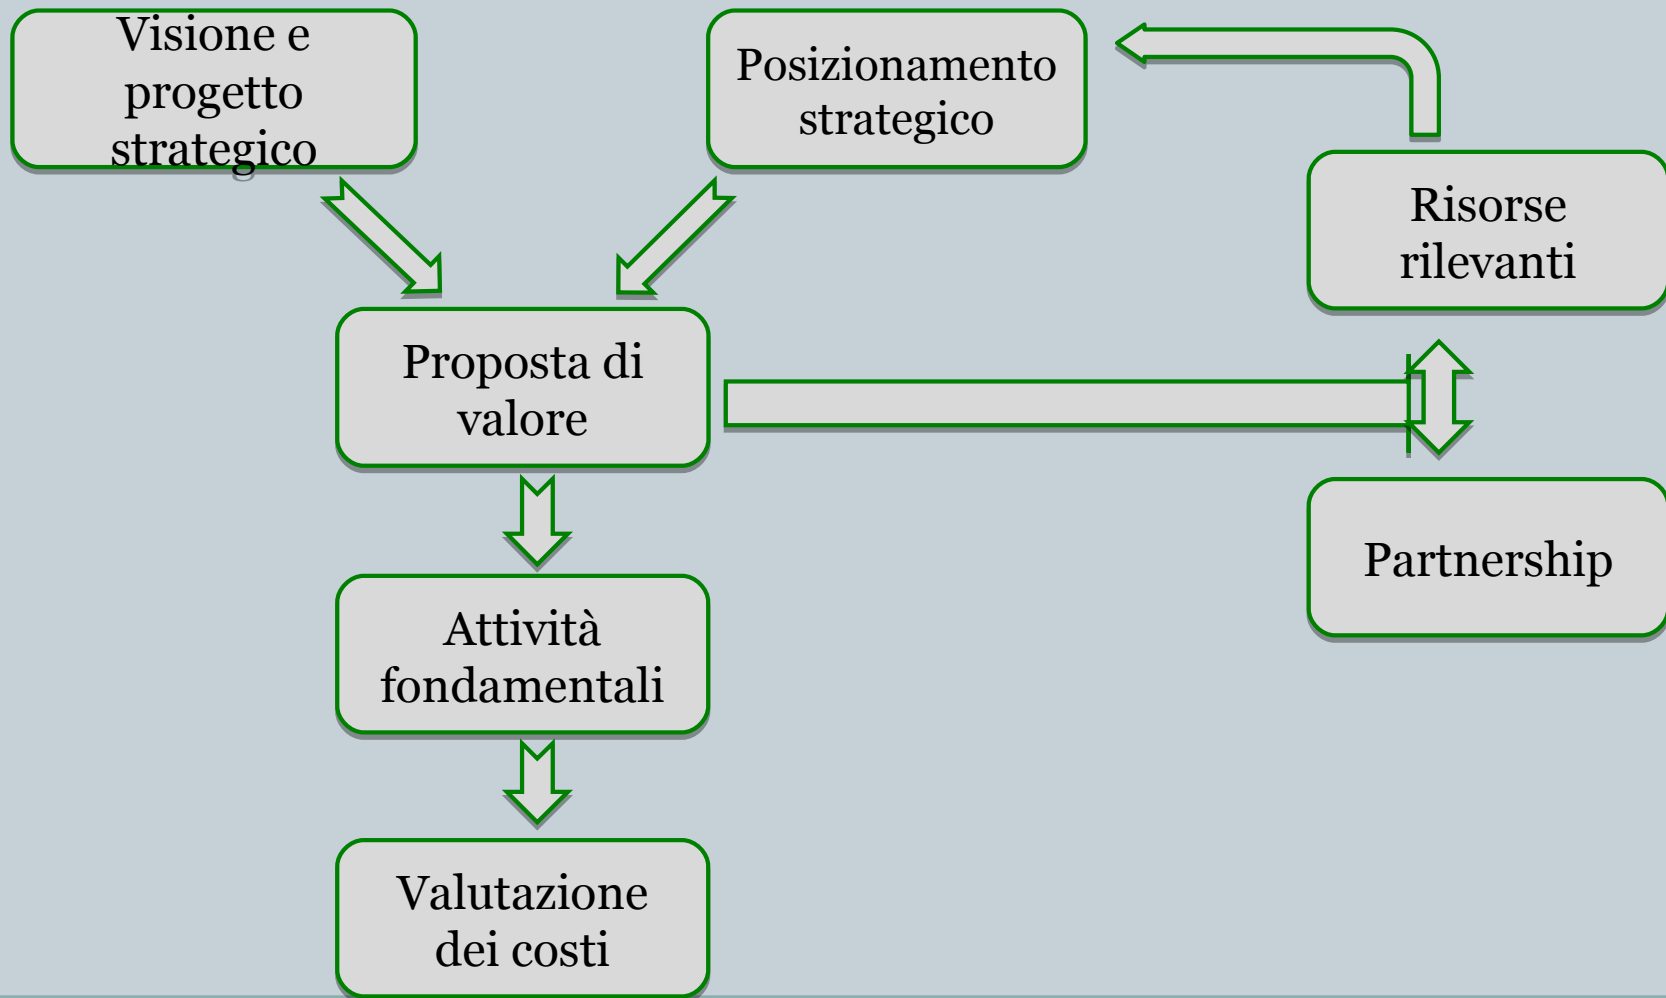 Visione e
progetto
strategico
Posizionamento
strategico
Risorse
rilevanti
Proposta di
valore
Partnership
Attività
fondamentali
Valutazione
dei costi